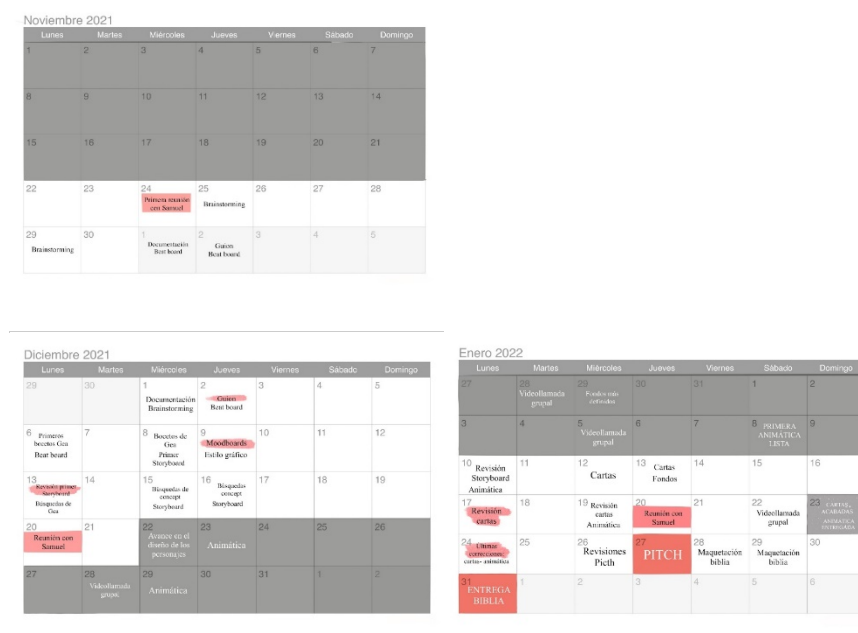 Noviembre 2021
Lunes Martes Miércoles Jueves Viernes Sábado Domingo
1 2 3 4 5 6 7
8 9 10 11 12 13 14
15 16 17 18 19 20 21
22 23 24 25 26 27 28
Primera reunión
con Samuel
Brainstorming
29 30 1 2 3 4 5
Brainstorming
Documentación
Beat board
Guion
Beat board
Diciembre 2021
Lunes Martes Miércoles Jueves Viernes Sábado Domingo
29 30 1 2 3 4 5
Documentación
Brainstorming
Guion
Beat board
6 7 8 9 10 11 12
Primeros
bocetos Gea
Beat board
Bocetos de
Gea
Primer
Storyboard
Moodboards
Estilo gráfico
13 14 15 16 17 18 19
Revisión primer
Storyboard
Búsquedas de
Gea
Búsquedas de
concept
Storyboard
Búsquedas
concept
Storyboard
20 21 22 23 24 25 26
Reunión con
Samuel
Avance en el
diseño de los
personajes
Animática
27 28 29 30 31 1 2
Videollamada
grupal
Animática
Enero 2022
Lunes Martes Miércoles Jueves Viernes Sábado Domingo
27 28 29 30 31 1 2
Videollamada
grupal
Fondos más
definidos
3 4 5 6 7 8 9
Videollamada
grupal
PRIMERA
ANIMÁTICA
LISTA
10 11 12 13 14 15 16
Revisión
Storyboard
Animática
Cartas
Cartas
Fondos
17 18 19 20 21 22 23
Revisión
cartas
Revisión
cartas
Animática
Reunión con
Samuel
Videollamada
grupal
CARTAS
ACABADAS
ANIMÁTICA
ENTREGADA
24 25 26 27 28 29 30
Últimas
correcciones:
cartas- animática
Revisiones
Picth
PITCH
Maquetación
biblia
Maquetación
biblia
31 1 2 3 4 5 6
ENTREGA
BIBLIA